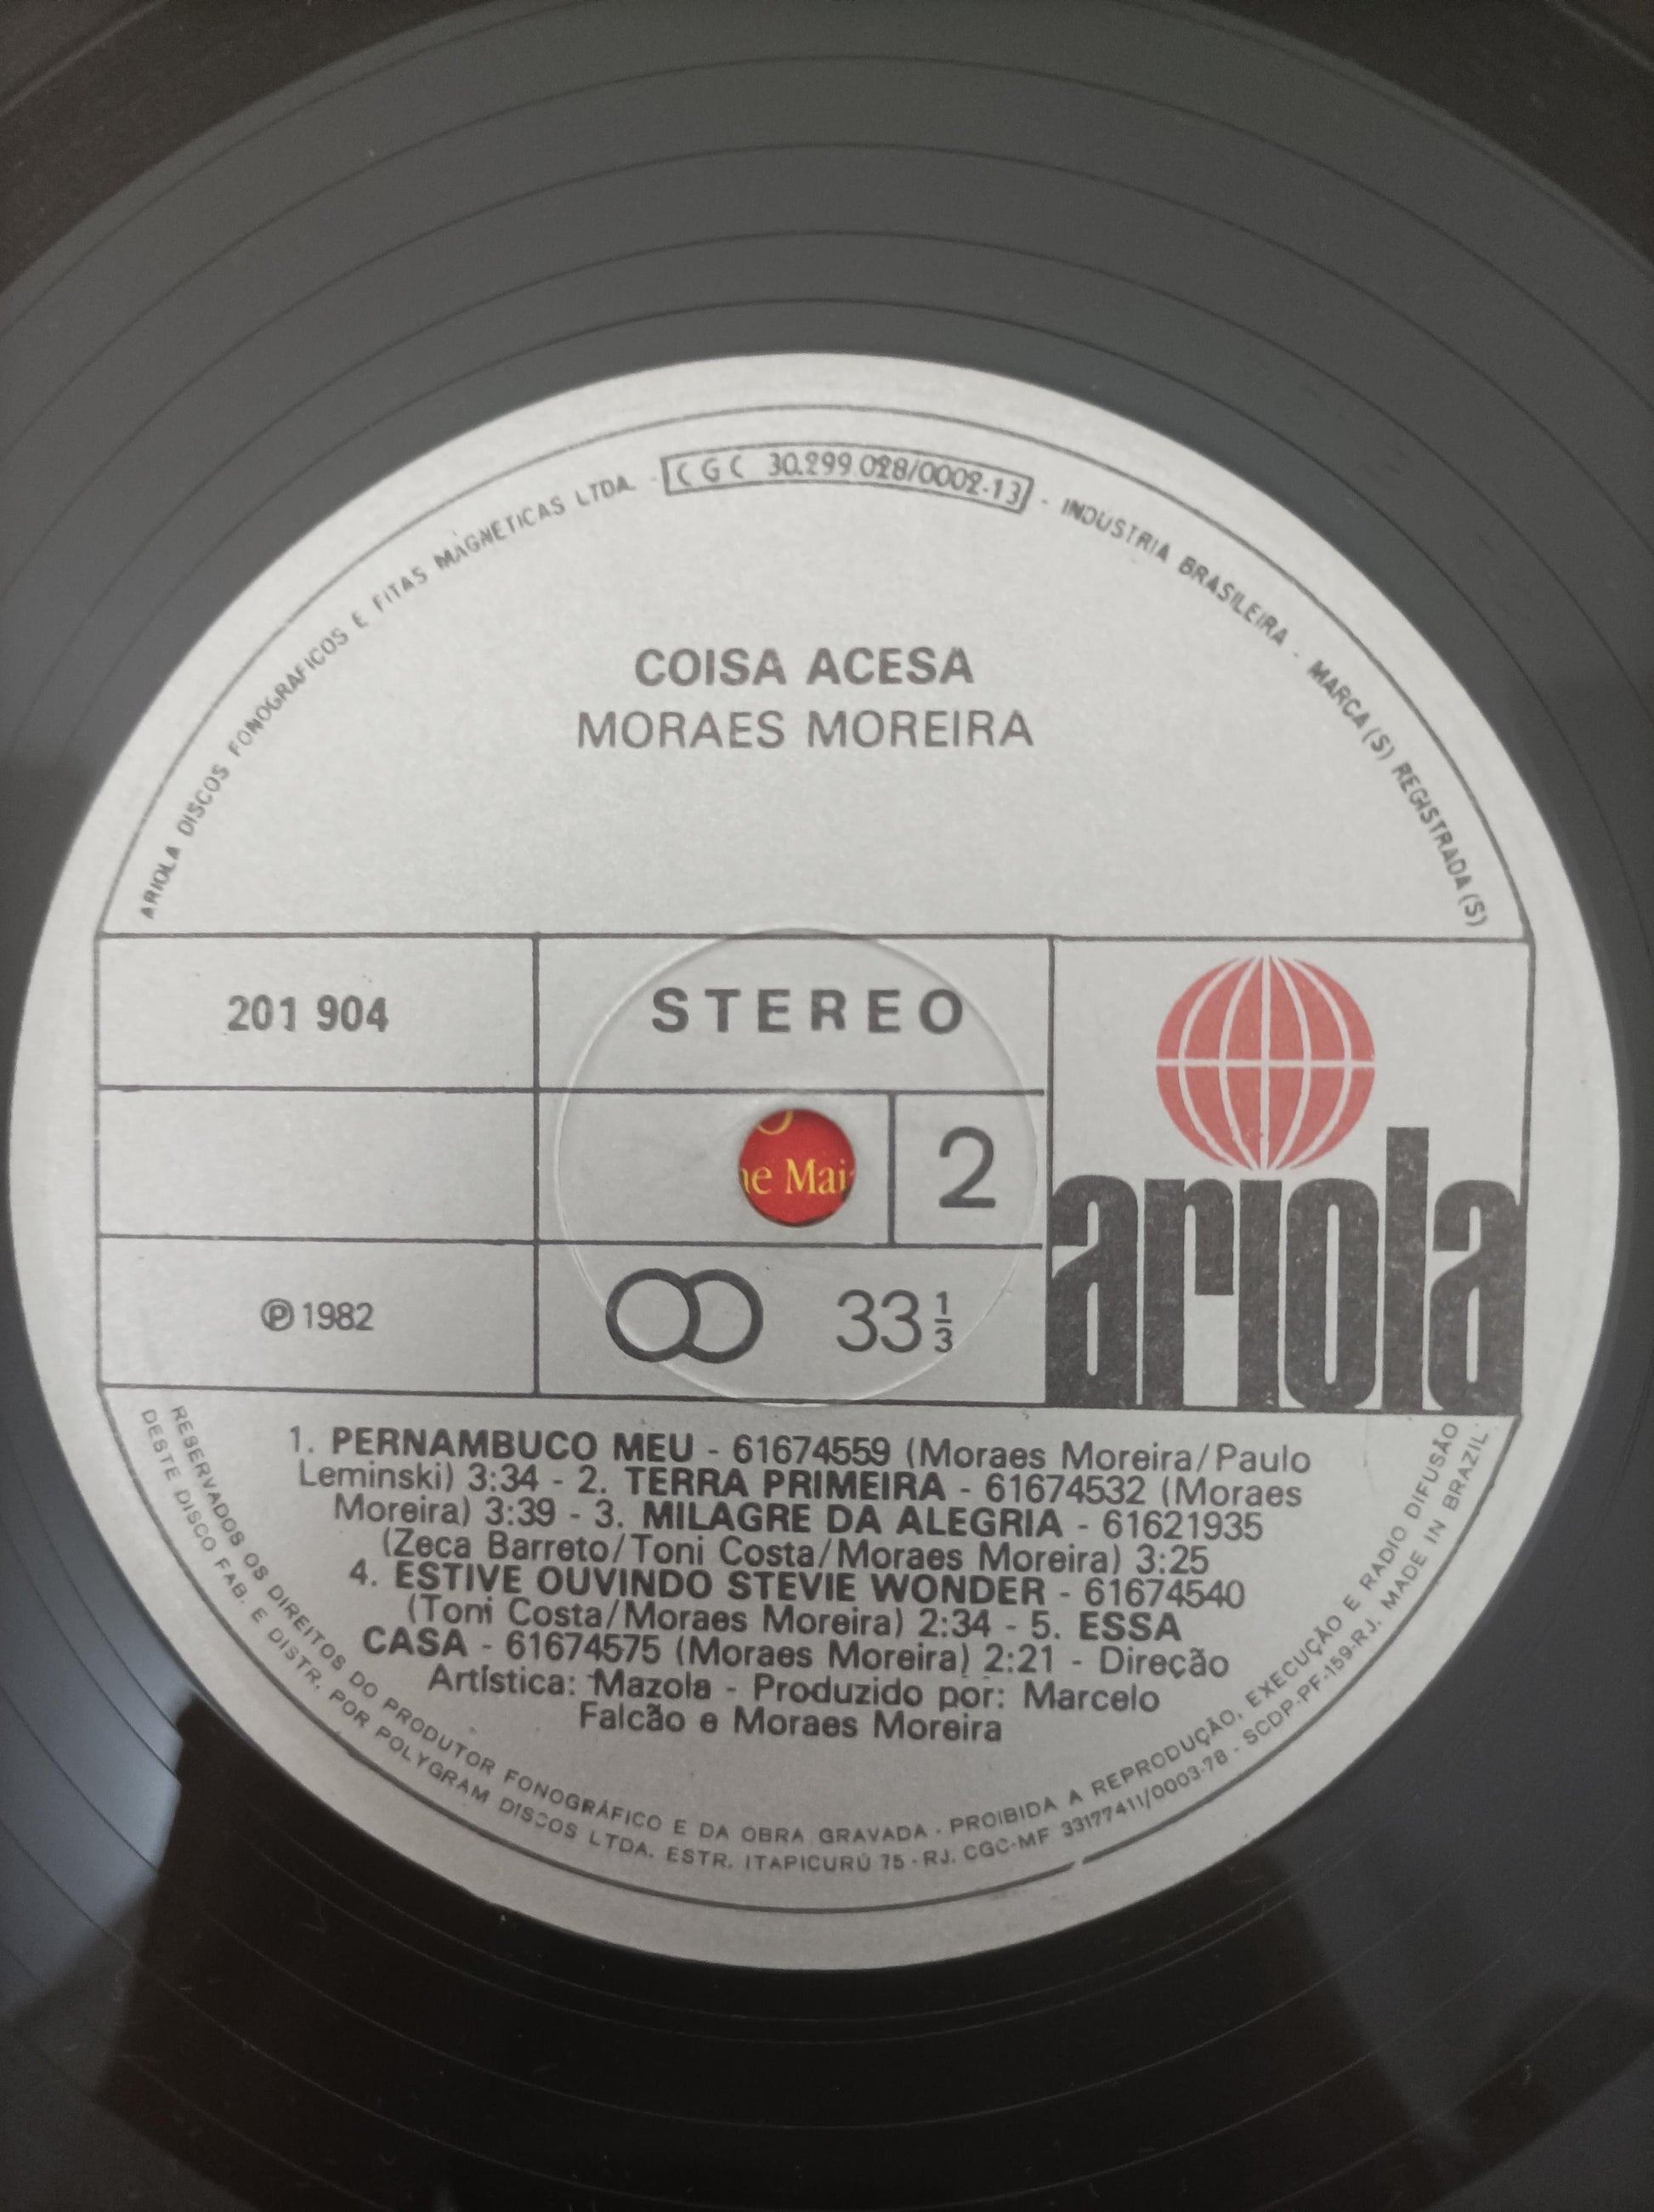 ARIOLA DISCOS FONOGRAFICOS E FITAS MAGNETICAS LTDA. - CGC 30.299.028/0002-13 - INDUSTRIA BRASILEIRA - MARCA(S) REGISTRADA(S)
COISA ACESA
MORAES MOREIRA
201 904
STEREO
ne Mai
2
℗ 1982
33 1/3
ariola
1. PERNAMBUCO MEU - 61674559 (Moraes Moreira/Paulo
Leminski) 3:34 - 2. TERRA PRIMEIRA - 61674532 (Moraes
Moreira) 3:39 - 3. MILAGRE DA ALEGRIA - 61621935
(Zeca Barreto/Toni Costa/Moraes Moreira) 3:25
4. ESTIVE OUVINDO STEVIE WONDER - 61674540
(Toni Costa/Moraes Moreira) 2:34 - 5. ESSA
CASA - 61674575 (Moraes Moreira) 2:21 - Direção
Artística: Mazola - Produzido por: Marcelo
Falcão e Moraes Moreira
RESERVADOS OS DIREITOS DO PRODUTOR FONOGRÁFICO E DA OBRA GRAVADA - PROIBIDA A REPRODUÇÃO, EXECUÇÃO E RADIO DIFUSÃO
DESTE DISCO FAB. E DISTR. POR POLYGRAM DISCOS LTDA. ESTR. ITAPICURÚ 75 - RJ. CGC-MF 33177411/0003-78 - SCDP-PF-159-RJ. MADE IN BRAZIL.